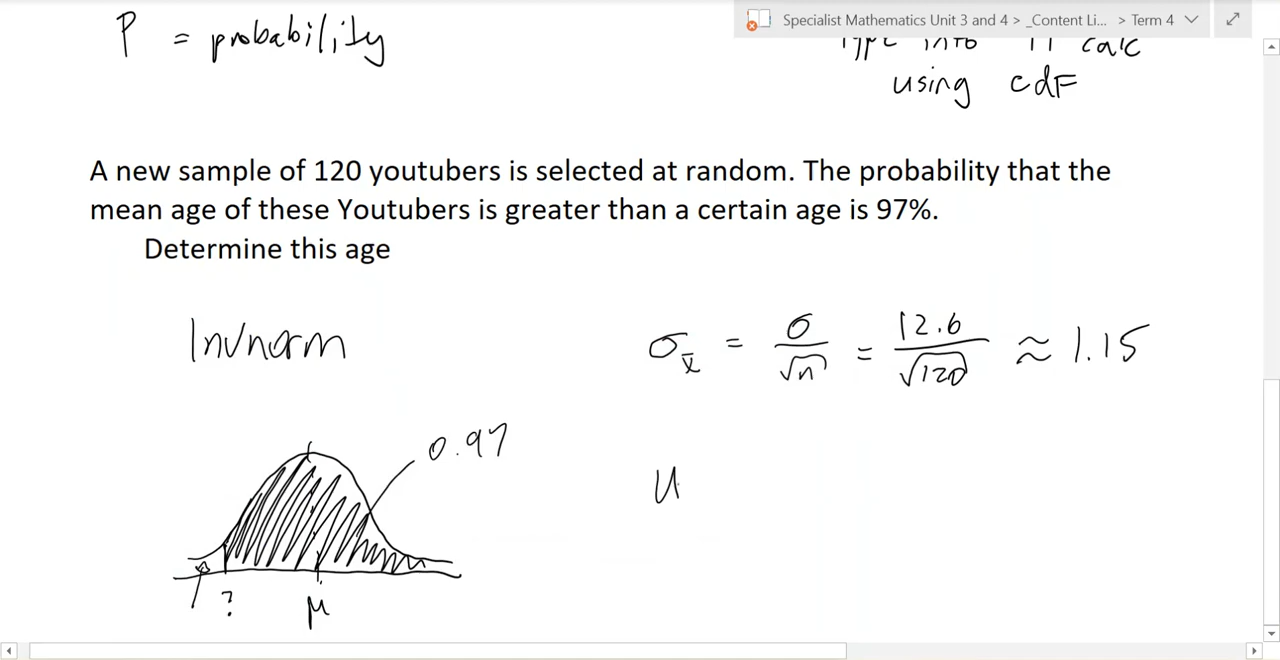 Specialist Mathematics Unit 3 and 4 > _Content Li... > Term 4
P = probability
into calc
using cdF
A new sample of 120 youtubers is selected at random. The probability that the
mean age of these Youtubers is greater than a certain age is 97%.
Determine this age
Invnorm
σx̄ = σ/√n = 12.6/√120 ≈ 1.15
0.97
U
?
μ